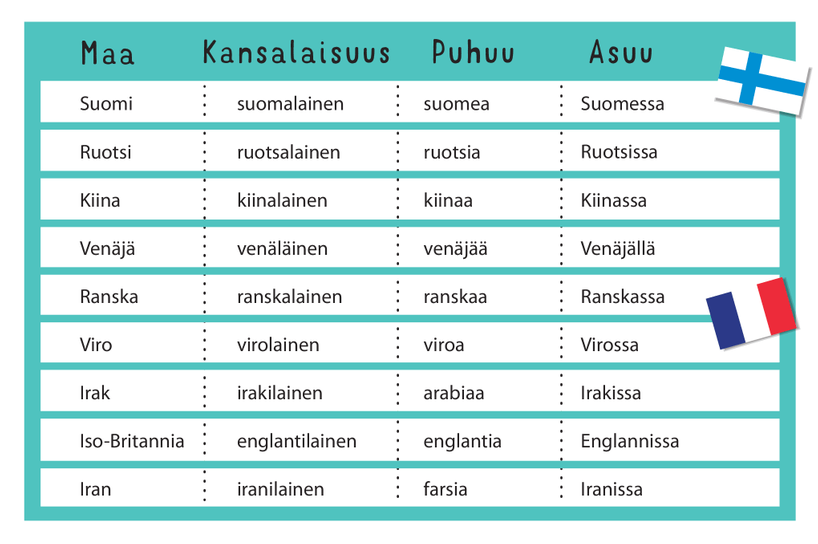 Maa Kansalaisuus Puhuu Asuu
Suomi suomalainen suomea Suomessa
Ruotsi ruotsalainen ruotsia Ruotsissa
Kiina kiinalainen kiinaa Kiinassa
Venäjä venäläinen venäjää Venäjällä
Ranska ranskalainen ranskaa Ranskassa
Viro virolainen viroa Virossa
Irak irakilainen arabiaa Irakissa
Iso-Britannia englantilainen englantia Englannissa
Iran iranilainen farsia Iranissa